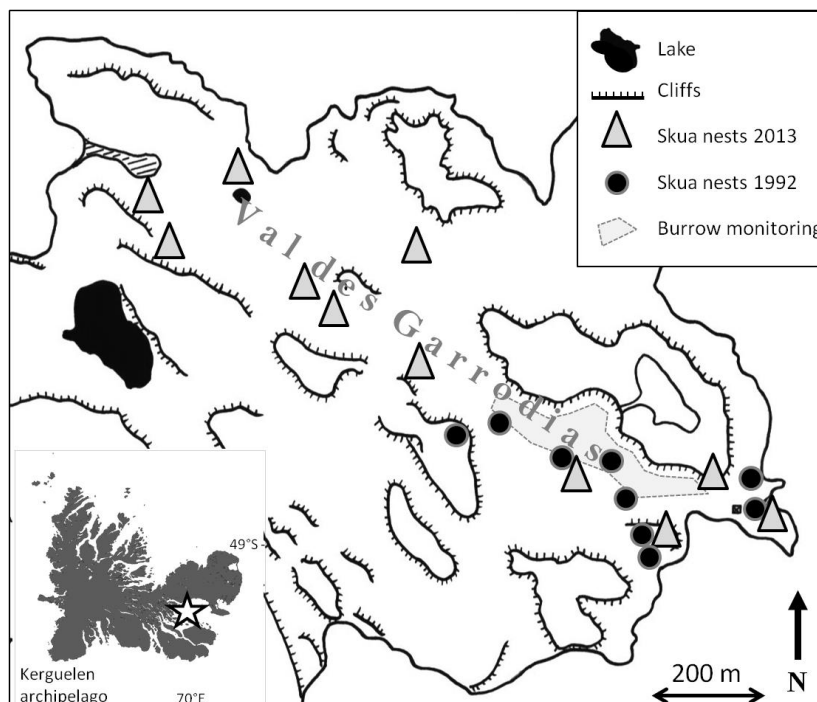 Lake
Cliffs
Skua nests 2013
Skua nests 1992
Burrow monitoring
Val des Garrodias
49°S
Kerguelen
archipelago
70°E
200 m
N